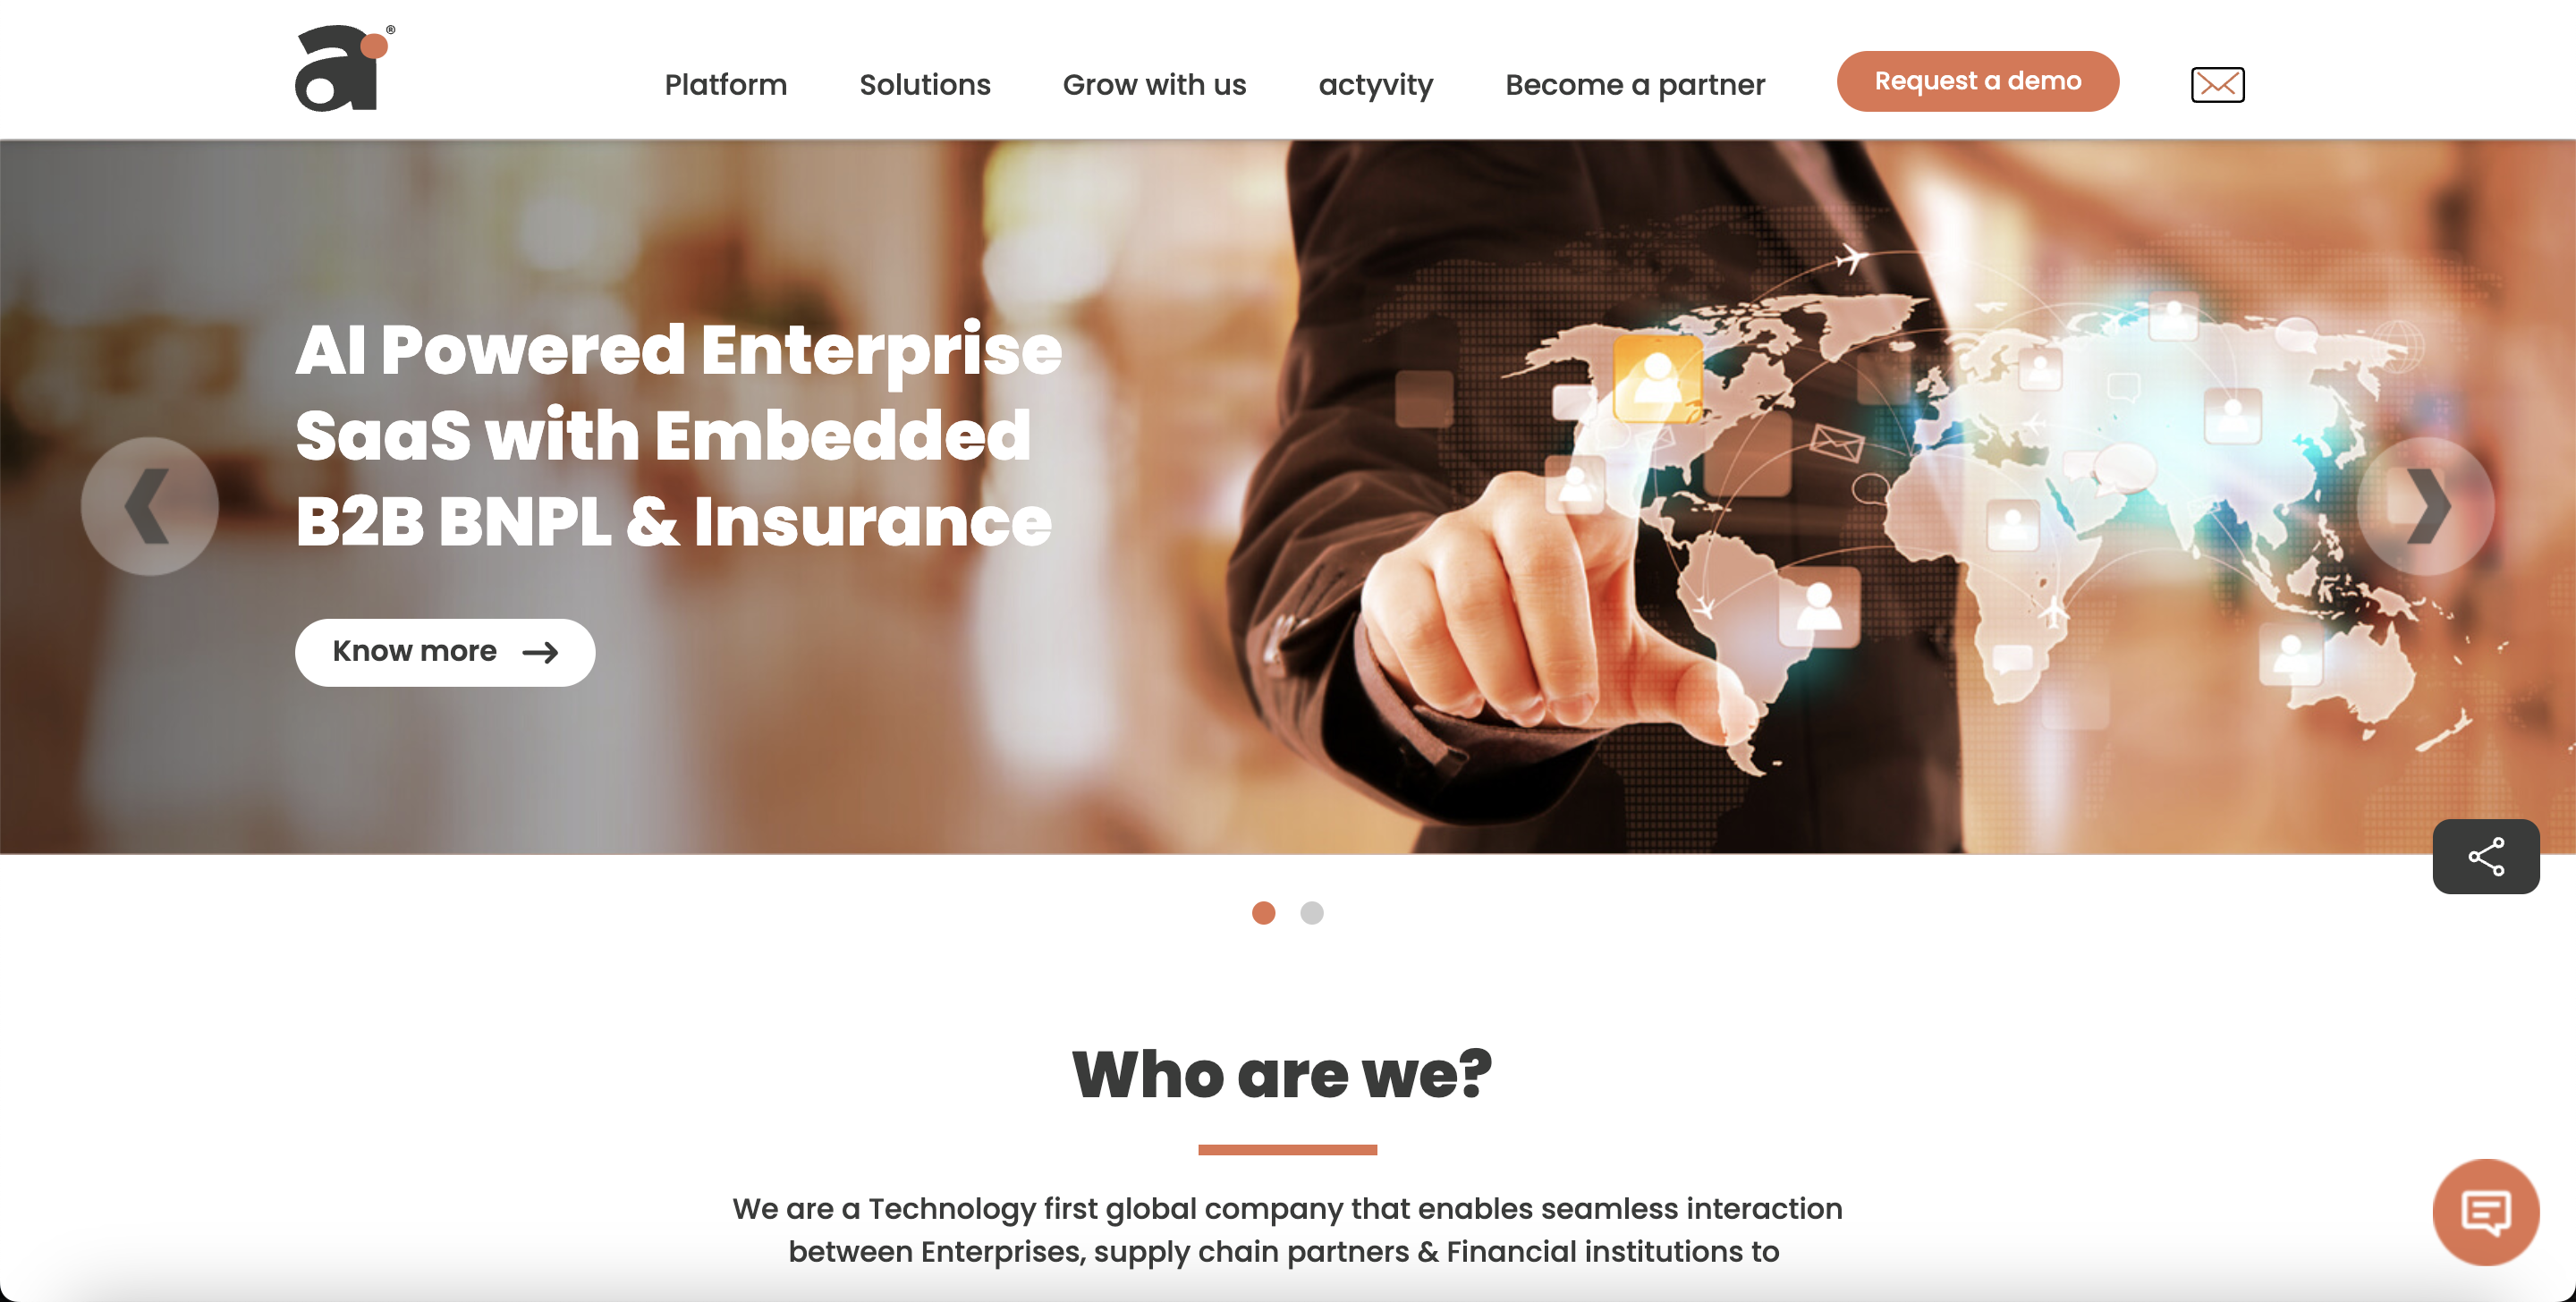 a®
Platform
Solutions
Grow with us
actyvity
Become a partner
Request a demo
AI Powered Enterprise
SaaS with Embedded
B2B BNPL & Insurance
Know more
Who are we?
We are a Technology first global company that enables seamless interaction
between Enterprises, supply chain partners & Financial institutions to